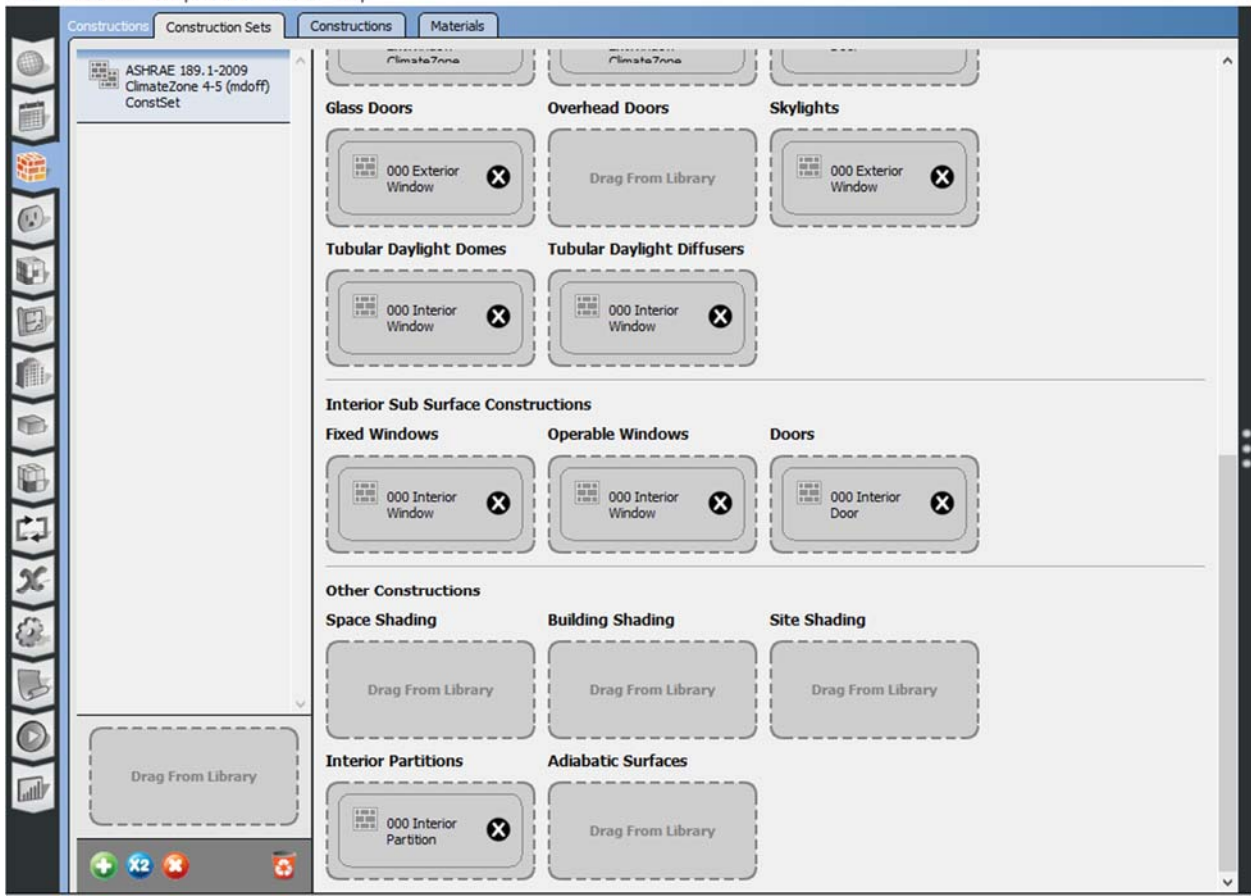 Constructions Construction Sets Constructions Materials
ASHRAE 189.1-2009
ClimateZone 4-5 (mdoff)
ConstSet
ClimateZone ClimateZone
Glass Doors Overhead Doors Skylights
000 Exterior
Window
Drag From Library
000 Exterior
Window
Tubular Daylight Domes Tubular Daylight Diffusers
000 Interior
Window
000 Interior
Window
Interior Sub Surface Constructions
Fixed Windows Operable Windows Doors
000 Interior
Window
000 Interior
Window
000 Interior
Door
Other Constructions
Space Shading Building Shading Site Shading
Drag From Library Drag From Library Drag From Library
Interior Partitions Adiabatic Surfaces
000 Interior
Partition
Drag From Library
Drag From Library
X2